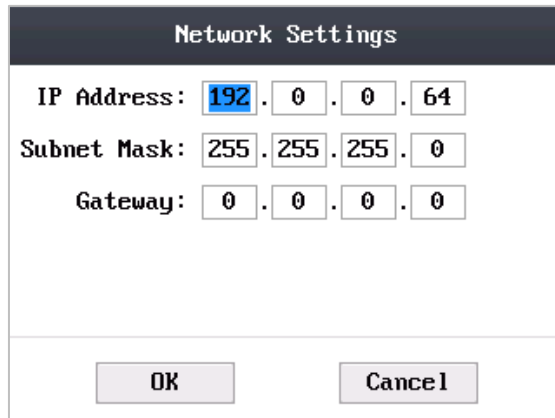 Network Settings
IP Address: 192 . 0 . 0 . 64
Subnet Mask: 255 . 255 . 255 . 0
Gateway: 0 . 0 . 0 . 0
OK Cancel